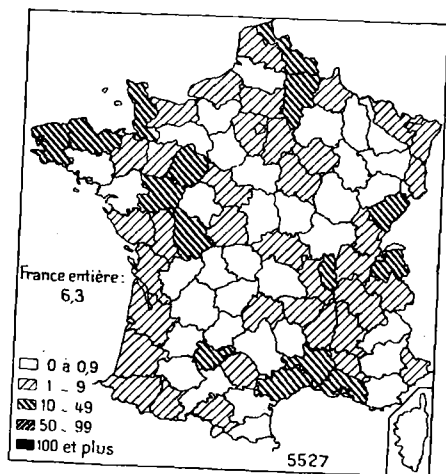 France entière :
6,3
0 à 0,9
1 - 9
10 - 49
50 - 99
100 et plus
5527